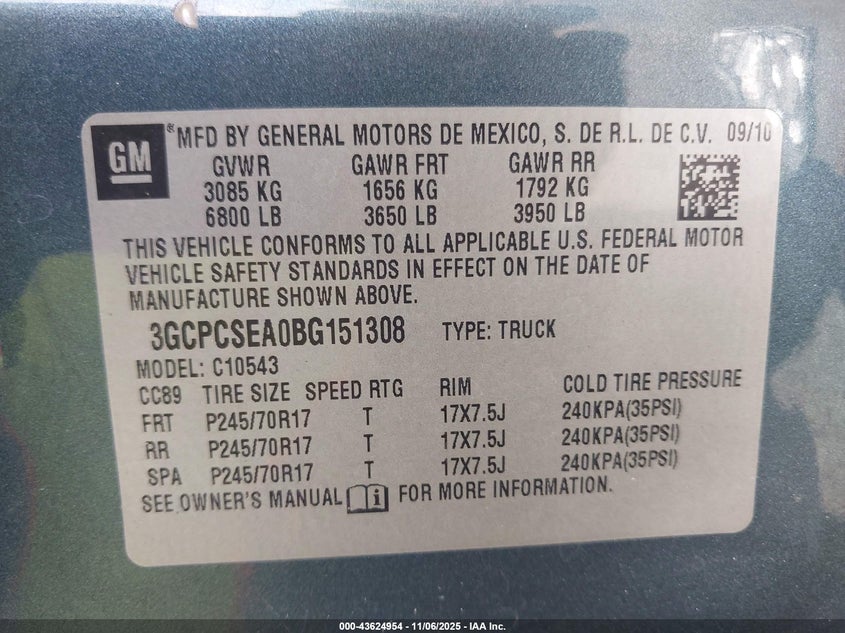 GM
® MFD BY GENERAL MOTORS DE MEXICO, S. DE R.L. DE C.V. 09/10
GVWR GAWR FRT GAWR RR
3085 KG 1656 KG 1792 KG
6800 LB 3650 LB 3950 LB
THIS VEHICLE CONFORMS TO ALL APPLICABLE U.S. FEDERAL MOTOR
VEHICLE SAFETY STANDARDS IN EFFECT ON THE DATE OF
MANUFACTURE SHOWN ABOVE.
3GCPCSEA0BG151308 TYPE: TRUCK
MODEL: C10543
CC89 TIRE SIZE SPEED RTG RIM COLD TIRE PRESSURE
FRT P245/70R17 T 17X7.5J 240KPA(35PSI)
RR P245/70R17 T 17X7.5J 240KPA(35PSI)
SPA P245/70R17 T 17X7.5J 240KPA(35PSI)
SEE OWNER'S MANUAL i FOR MORE INFORMATION.
000-43624954 - 11/06/2025 - IAA Inc.